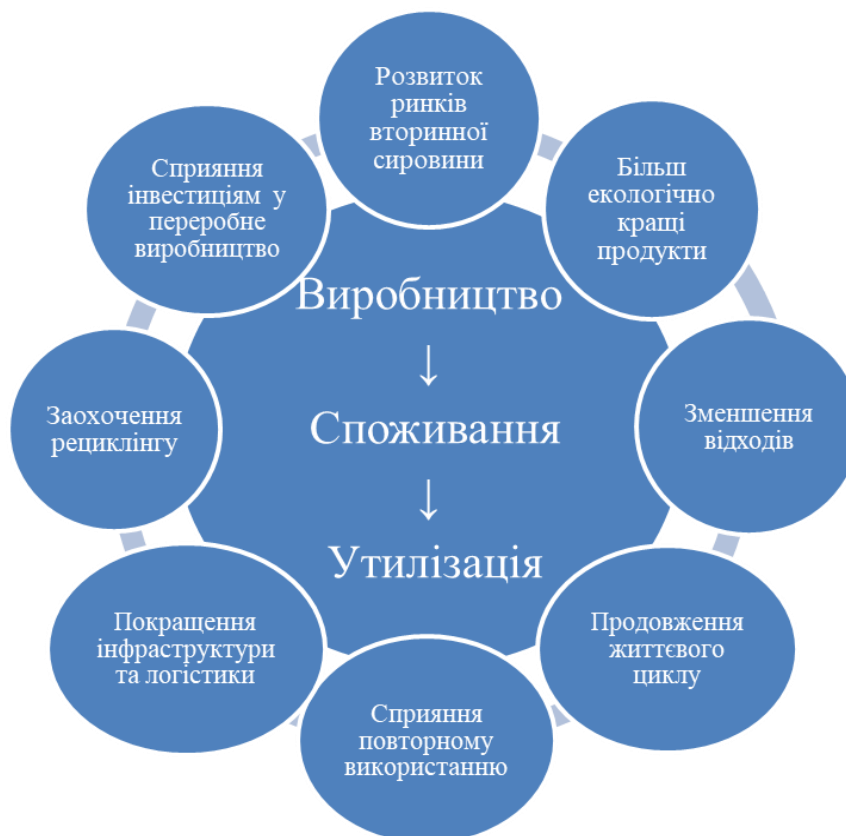 Розвиток
ринків
вторинної
сировини
Більш
екологічно
кращі
продукти
Зменшення
відходів
Продовження
життєвого
циклу
Сприяння
повторному
використанню
Покращення
інфраструктури
та логістики
Заохочення
рециклінгу
Сприяння
інвестиціям у
переробне
виробництво
Виробництво
↓
Споживання
↓
Утилізація